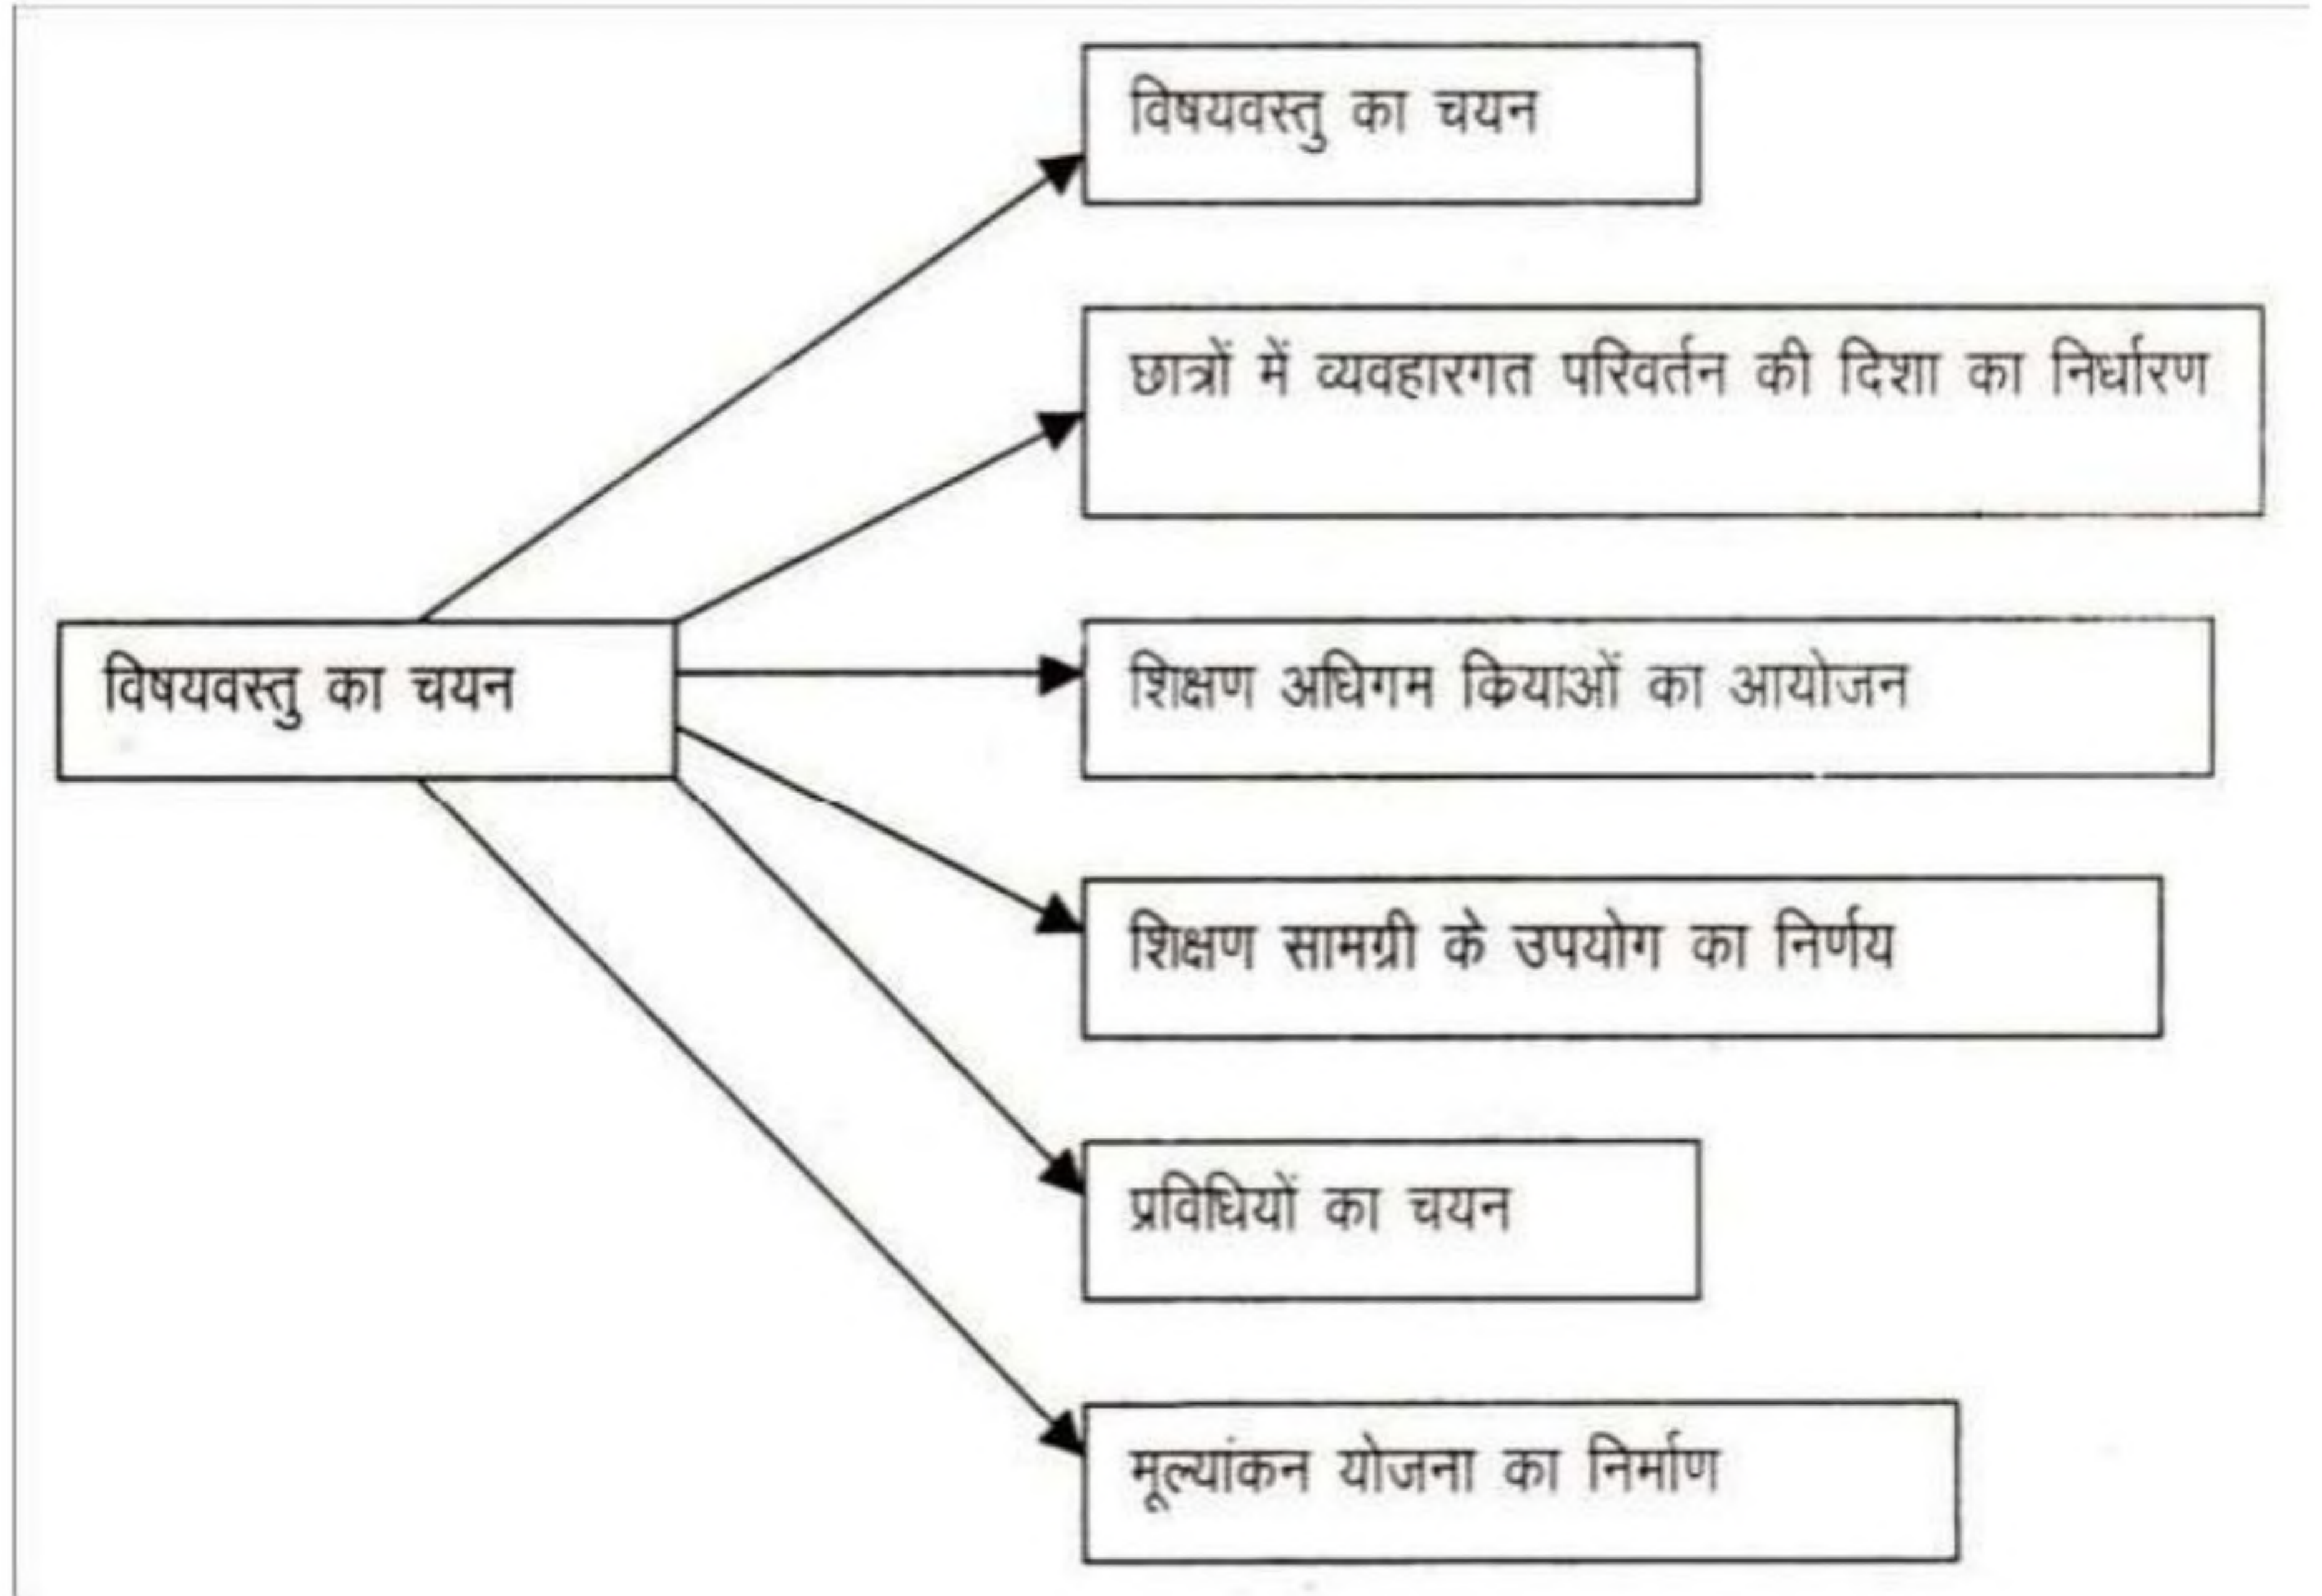 विषयवस्तु का चयन
छात्रों में व्यवहारगत परिवर्तन की दिशा का निर्धारण
विषयवस्तु का चयन
शिक्षण अधिगम क्रियाओं का आयोजन
शिक्षण सामग्री के उपयोग का निर्णय
प्रविधियों का चयन
मूल्यांकन योजना का निर्माण